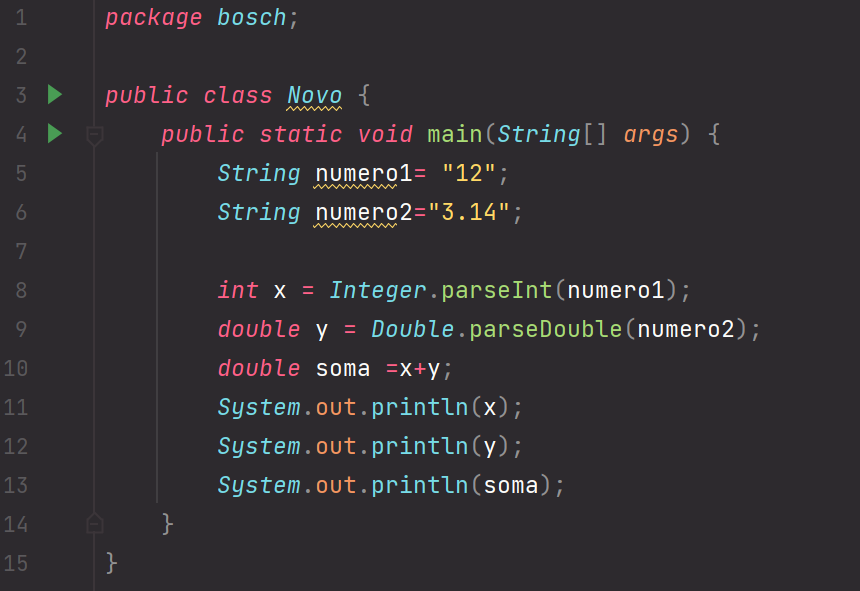 1 package bosch;
2
3 public class Novo {
4 public static void main(String[] args) {
5 String numero1= "12";
6 String numero2="3.14";
7
8 int x = Integer.parseInt(numero1);
9 double y = Double.parseDouble(numero2);
10 double soma =x+y;
11 System.out.println(x);
12 System.out.println(y);
13 System.out.println(soma);
14 }
15 }